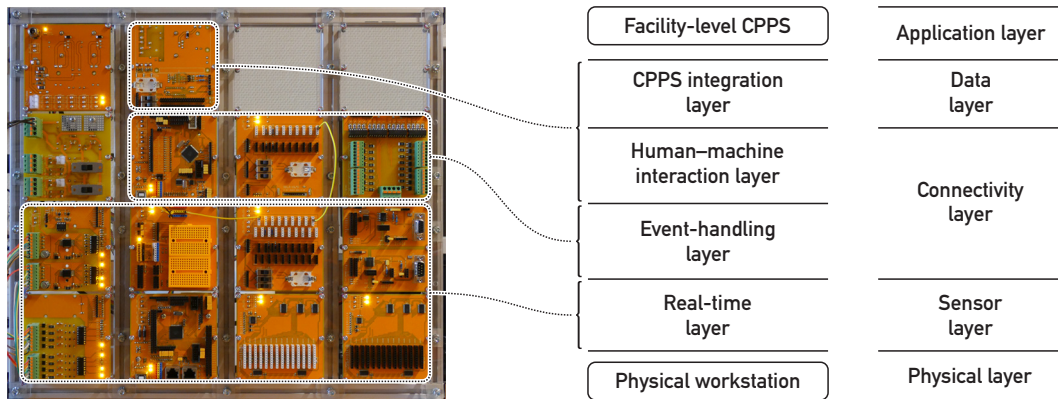 Facility-level CPPS
Application layer
CPPS integration
layer
Data
layer
Human–machine
interaction layer
Connectivity
layer
Event-handling
layer
Real-time
layer
Sensor
layer
Physical workstation
Physical layer